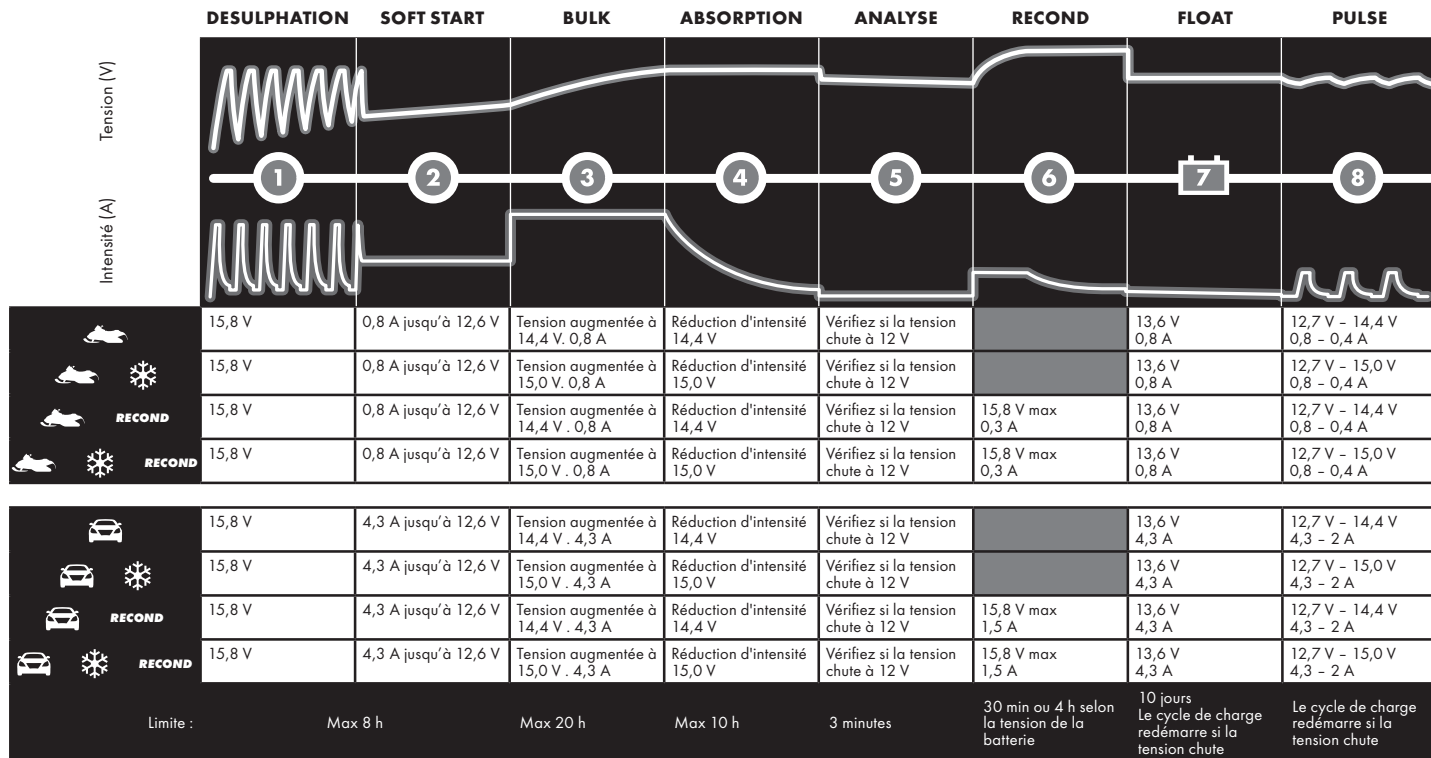 DESULPHATION SOFT START BULK ABSORPTION ANALYSE RECOND FLOAT PULSE
Tension (V)
1 2 3 4 5 6 7 8
Intensité (A)
15,8 V 0,8 A jusqu’à 12,6 V Tension augmentée à Réduction d'intensité Vérifiez si la tension 13,6 V 12,7 V – 14,4 V
14,4 V. 0,8 A 14,4 V chute à 12 V 0,8 A 0,8 – 0,4 A
15,8 V 0,8 A jusqu’à 12,6 V Tension augmentée à Réduction d'intensité Vérifiez si la tension 13,6 V 12,7 V – 15,0 V
15,0 V. 0,8 A 15,0 V chute à 12 V 0,8 A 0,8 – 0,4 A
RECOND 15,8 V 0,8 A jusqu’à 12,6 V Tension augmentée à Réduction d'intensité Vérifiez si la tension 15,8 V max 13,6 V 12,7 V – 14,4 V
14,4 V . 0,8 A 14,4 V chute à 12 V 0,3 A 0,8 A 0,8 – 0,4 A
RECOND 15,8 V 0,8 A jusqu’à 12,6 V Tension augmentée à Réduction d'intensité Vérifiez si la tension 15,8 V max 13,6 V 12,7 V – 15,0 V
15,0 V . 0,8 A 15,0 V chute à 12 V 0,3 A 0,8 A 0,8 – 0,4 A
15,8 V 4,3 A jusqu’à 12,6 V Tension augmentée à Réduction d'intensité Vérifiez si la tension 13,6 V 12,7 V – 14,4 V
14,4 V . 4,3 A 14,4 V chute à 12 V 4,3 A 4,3 – 2 A
15,8 V 4,3 A jusqu’à 12,6 V Tension augmentée à Réduction d'intensité Vérifiez si la tension 13,6 V 12,7 V – 15,0 V
15,0 V . 4,3 A 15,0 V chute à 12 V 4,3 A 4,3 – 2 A
RECOND 15,8 V 4,3 A jusqu’à 12,6 V Tension augmentée à Réduction d'intensité Vérifiez si la tension 15,8 V max 13,6 V 12,7 V – 14,4 V
14,4 V . 4,3 A 14,4 V chute à 12 V 1,5 A 4,3 A 4,3 – 2 A
RECOND 15,8 V 4,3 A jusqu’à 12,6 V Tension augmentée à Réduction d'intensité Vérifiez si la tension 15,8 V max 13,6 V 12,7 V – 15,0 V
15,0 V . 4,3 A 15,0 V chute à 12 V 1,5 A 4,3 A 4,3 – 2 A
Limite : Max 8 h Max 20 h Max 10 h 3 minutes
30 min ou 4 h selon
la tension de la
batterie
10 jours
Le cycle de charge
redémarre si la
tension chute
Le cycle de charge
redémarre si la
tension chute